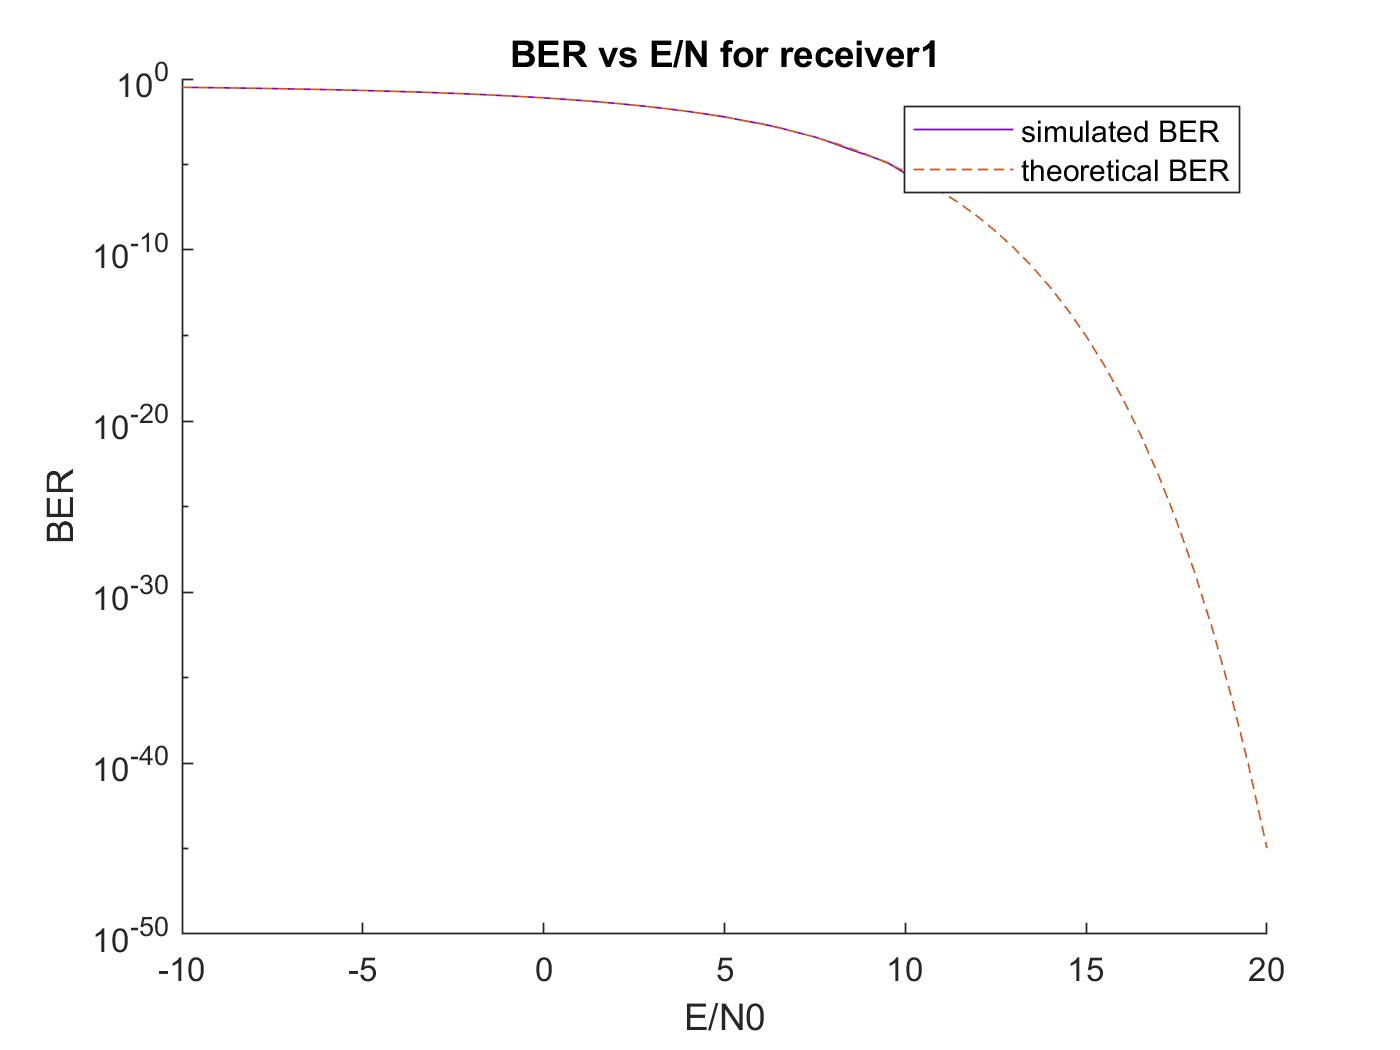 BER vs E/N for receiver1
10^0
10^-10
10^-20
10^-30
10^-40
10^-50
BER
simulated BER
theoretical BER
-10 -5 0 5 10 15 20
E/N0